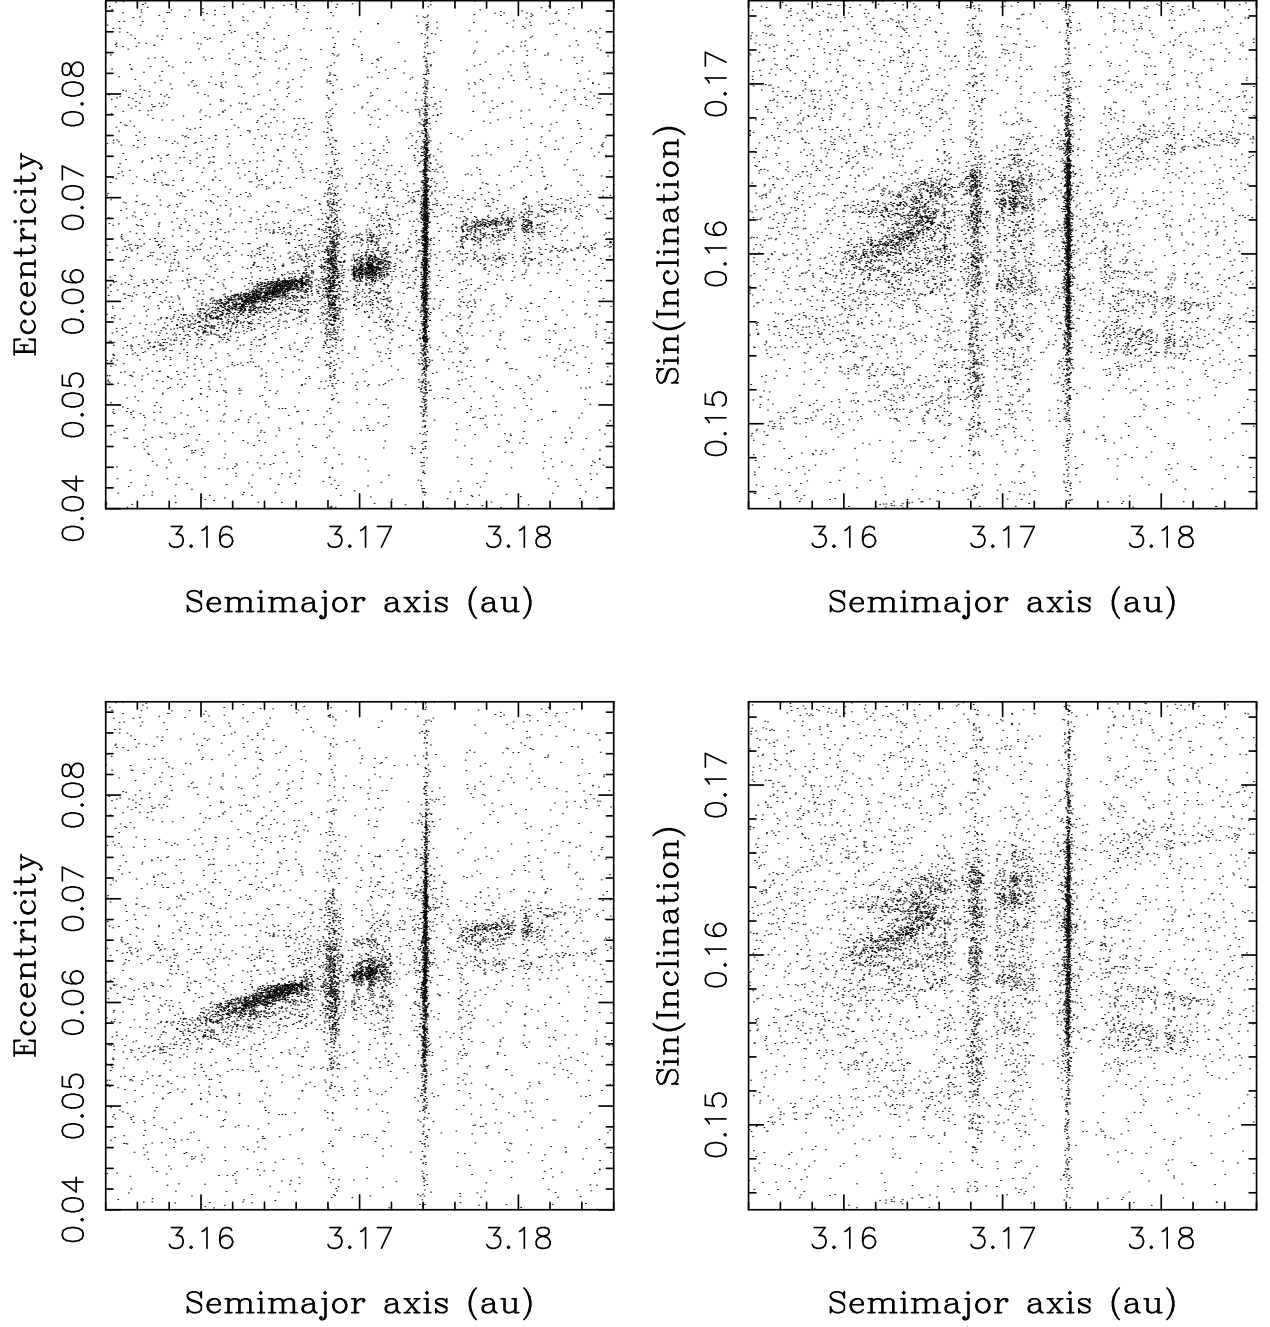 0.08
0.07
0.06
0.05
0.04
Eccentricity
3.16 3.17 3.18
Semimajor axis (au)
0.17
0.16
0.15
Sin(Inclination)
3.16 3.17 3.18
Semimajor axis (au)
0.08
0.07
0.06
0.05
0.04
Eccentricity
3.16 3.17 3.18
Semimajor axis (au)
0.17
0.16
0.15
Sin(Inclination)
3.16 3.17 3.18
Semimajor axis (au)